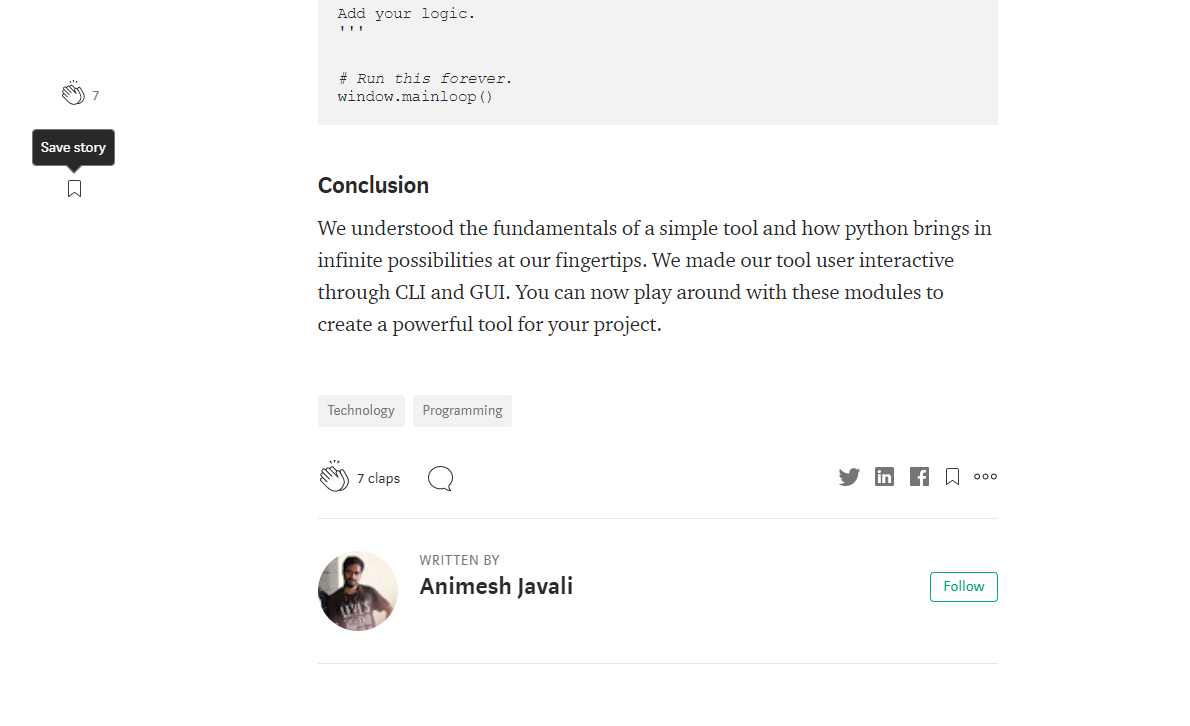 Add your logic.
'''
# Run this forever.
window.mainloop()
7
Save story
Conclusion
We understood the fundamentals of a simple tool and how python brings in
infinite possibilities at our fingertips. We made our tool user interactive
through CLI and GUI. You can now play around with these modules to
create a powerful tool for your project.
Technology Programming
7 claps
WRITTEN BY
Animesh Javali
Follow